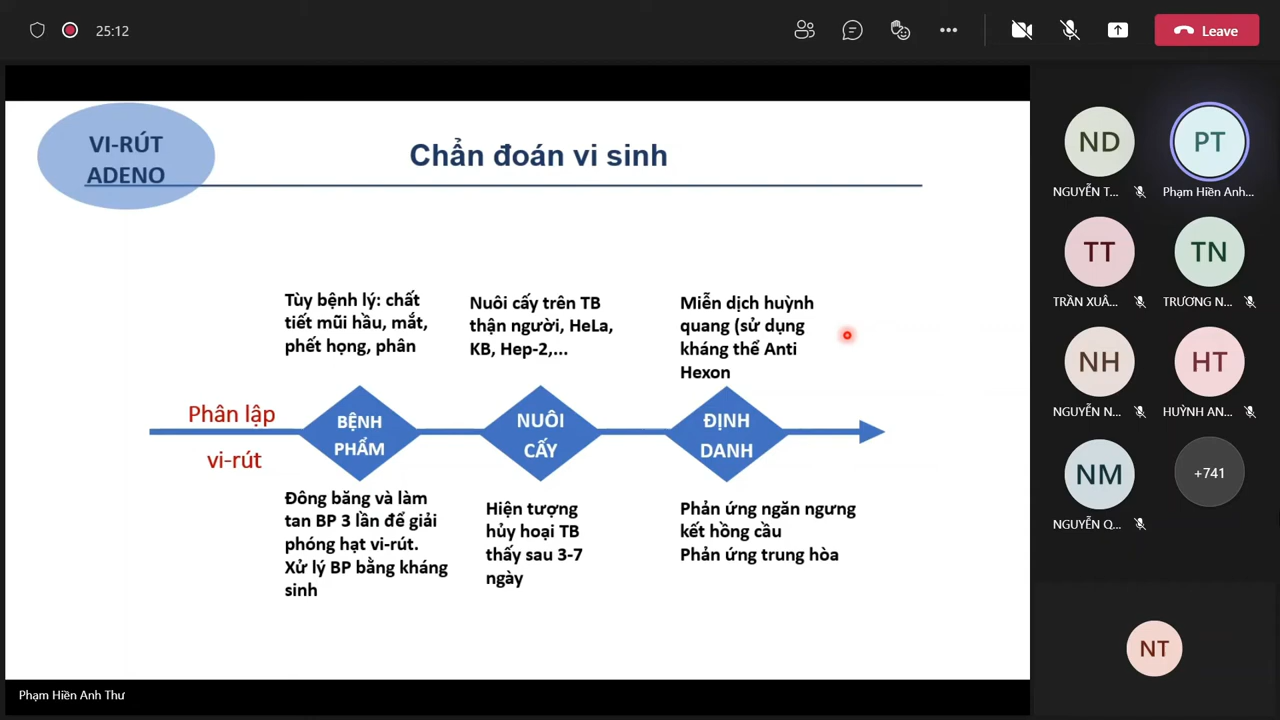 25:12
Leave
VI-RÚT
ADENO
Chẩn đoán vi sinh
Tùy bệnh lý: chất
tiết mũi hầu, mắt,
phết họng, phân
Nuôi cấy trên TB
thận người, HeLa,
KB, Hep-2,...
Miễn dịch huỳnh
quang (sử dụng
kháng thể Anti
Hexon
Phân lập
vi-rút
BỆNH
PHẨM
NUÔI
CẤY
ĐỊNH
DANH
Đông băng và làm
tan BP 3 lần để giải
phóng hạt vi-rút.
Xử lý BP bằng kháng
sinh
Hiện tượng
hủy hoại TB
thấy sau 3-7
ngày
Phản ứng ngăn ngưng
kết hồng cầu
Phản ứng trung hòa
Phạm Hiền Anh Thư
ND
NGUYỄN T...
PT
Phạm Hiền Anh...
TT
TRẦN XUÂ...
TN
TRƯƠNG N...
NH
NGUYỄN N...
HT
HUỲNH AN...
NM
NGUYỄN Q...
+741
NT